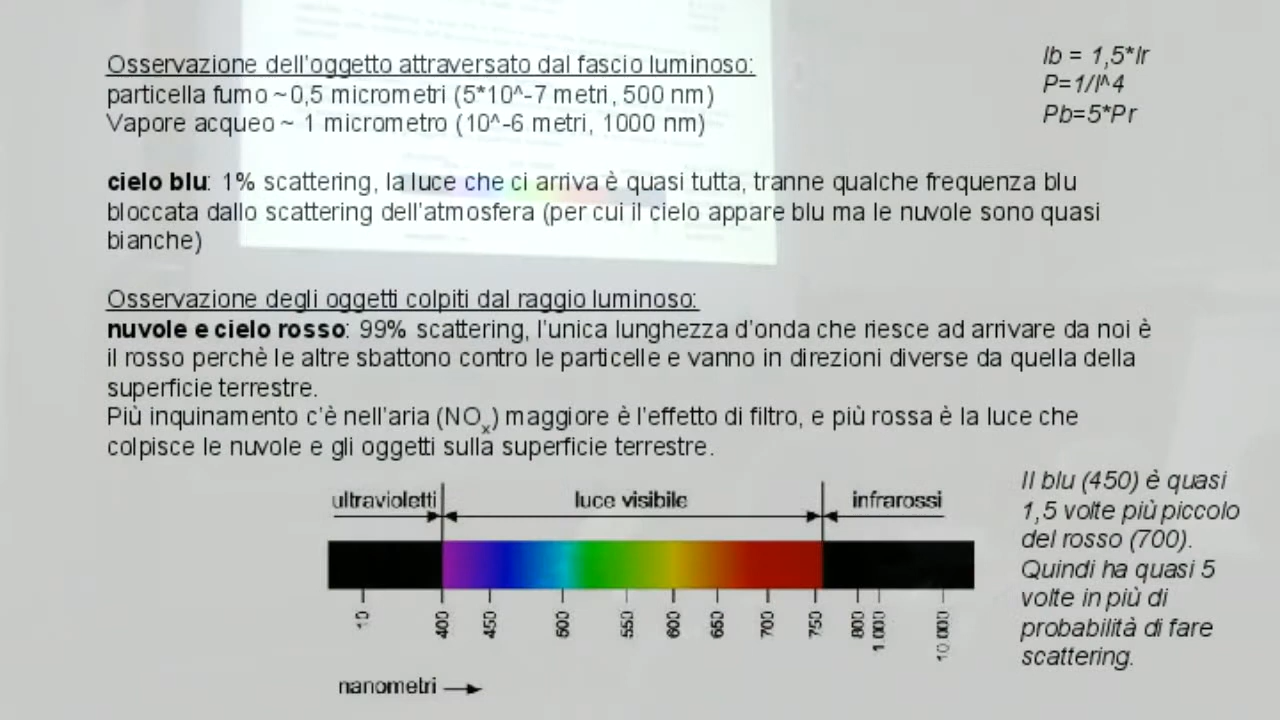 Osservazione dell'oggetto attraversato dal fascio luminoso:
particella fumo ~0,5 micrometri (5*10^-7 metri, 500 nm)
Vapore acqueo ~ 1 micrometro (10^-6 metri, 1000 nm)
lb = 1,5*lr
P=1/l^4
Pb=5*Pr
cielo blu: 1% scattering, la luce che ci arriva è quasi tutta, tranne qualche frequenza blu
bloccata dallo scattering dell'atmosfera (per cui il cielo appare blu ma le nuvole sono quasi
bianche)
Osservazione degli oggetti colpiti dal raggio luminoso:
nuvole e cielo rosso: 99% scattering, l'unica lunghezza d'onda che riesce ad arrivare da noi è
il rosso perchè le altre sbattono contro le particelle e vanno in direzioni diverse da quella della
superficie terrestre.
Più inquinamento c'è nell'aria (NOx) maggiore è l'effetto di filtro, e più rossa è la luce che
colpisce le nuvole e gli oggetti sulla superficie terrestre.
ultravioletti luce visibile infrarossi
10 400 450 500 550 600 650 700 750 800 1.000 10.000
nanometri
Il blu (450) è quasi
1,5 volte più piccolo
del rosso (700).
Quindi ha quasi 5
volte in più di
probabilità di fare
scattering.